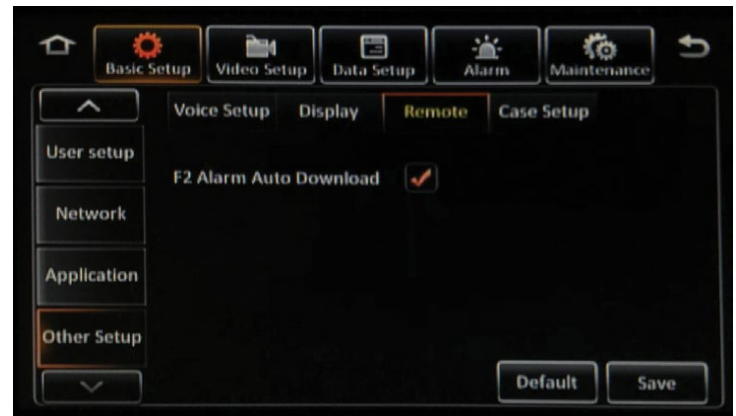 Basic Setup Video Setup Data Setup Alarm Maintenance
Voice Setup Display Remote Case Setup
User setup
F2 Alarm Auto Download
Network
Application
Other Setup
Default Save